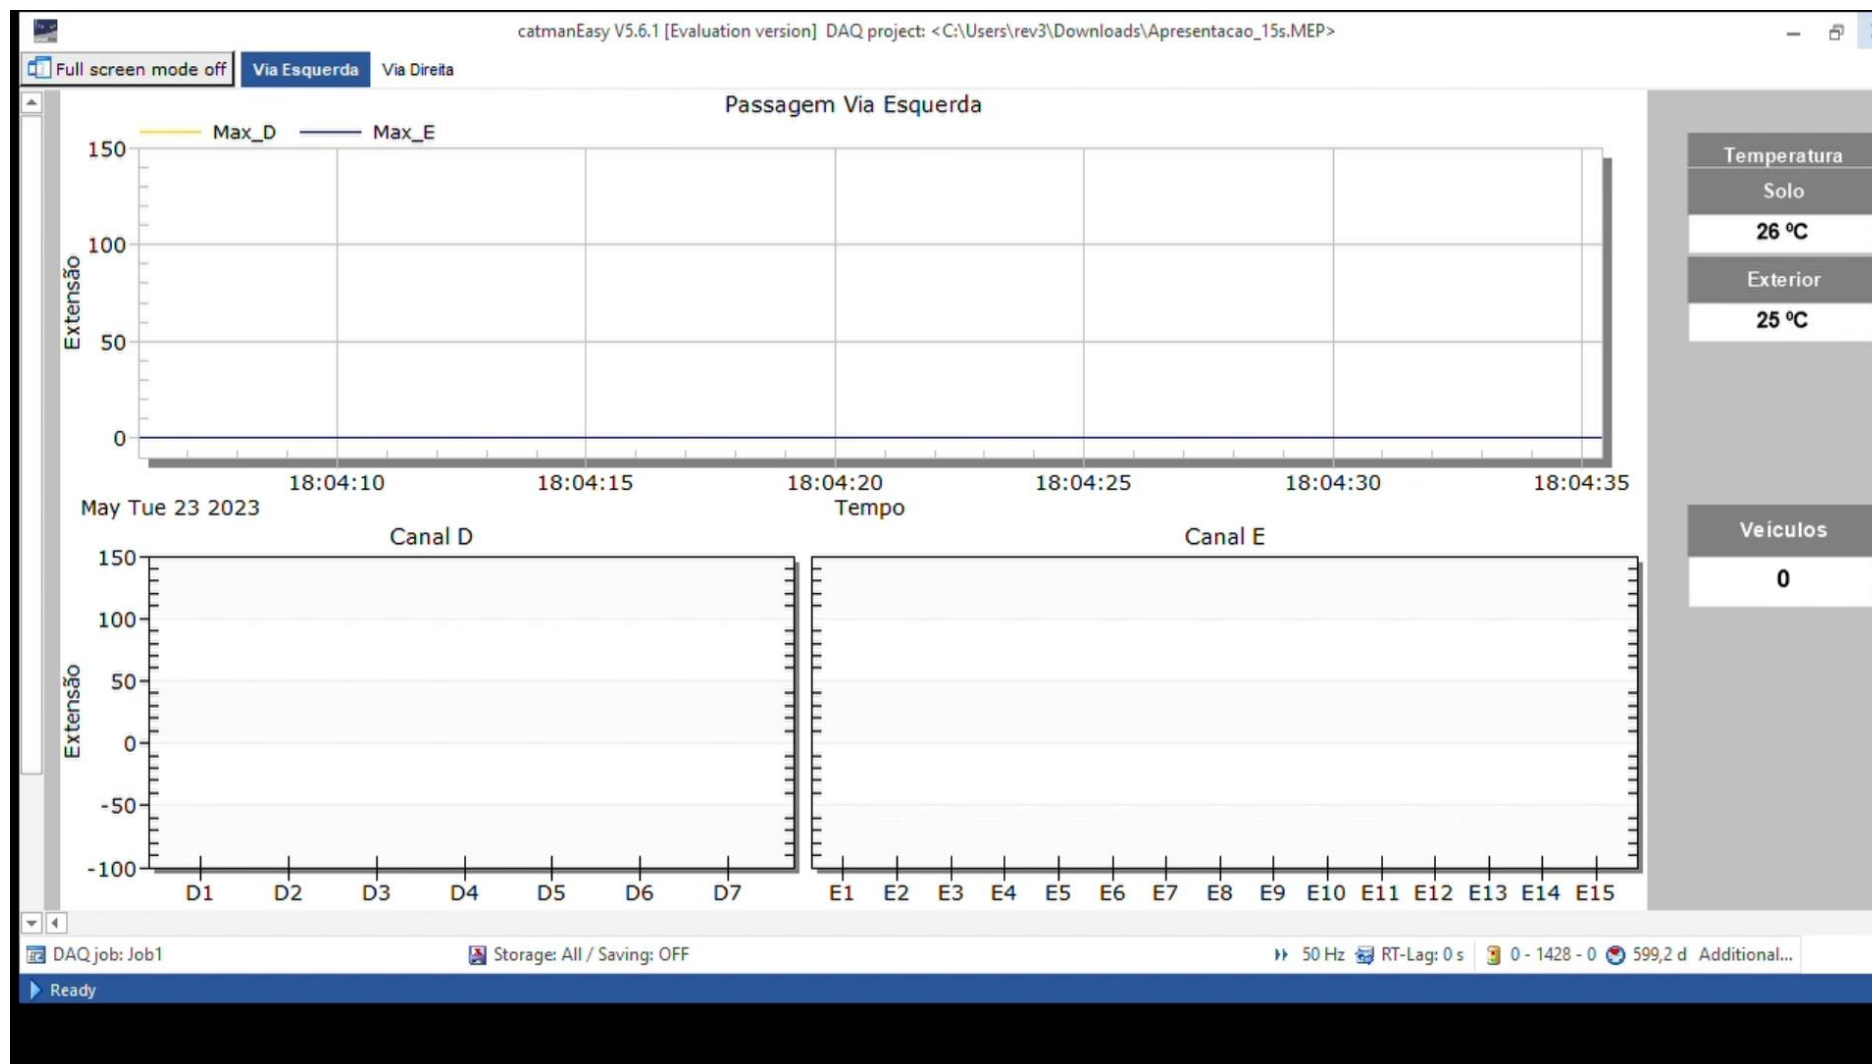 catmanEasy V5.6.1 [Evaluation version]  DAQ project: <C:\Users\rev3\Downloads\Apresentacao_15s.MEP>
Full screen mode off Via Esquerda Via Direita
Passagem Via Esquerda
Max_D Max_E
150
100
50
0
Extensão
18:04:10 18:04:15 18:04:20 18:04:25 18:04:30 18:04:35
May Tue 23 2023
Tempo
Temperatura
Solo
26 ºC
Exterior
25 ºC
Veículos
0
Canal D
150
100
50
0
-50
-100
Extensão
D1 D2 D3 D4 D5 D6 D7
Canal E
E1 E2 E3 E4 E5 E6 E7 E8 E9 E10 E11 E12 E13 E14 E15
DAQ job: Job1 Storage: All / Saving: OFF 50 Hz RT-Lag: 0 s 0 - 1428 - 0 599,2 d Additional...
Ready